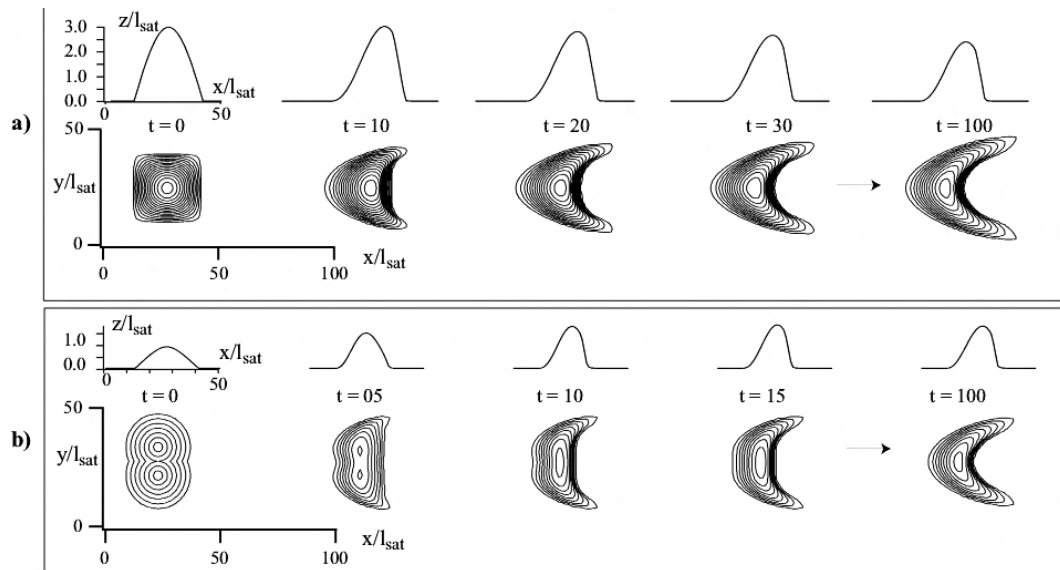 a)
z/lsat
3.0
2.0
1.0
0.0
0
50
x/lsat
t = 0
t = 10
t = 20
t = 30
t = 100
50
y/lsat
0
0
50
100
x/lsat
b)
z/lsat
1.0
0.0
0
50
x/lsat
t = 0
t = 05
t = 10
t = 15
t = 100
50
y/lsat
0
0
50
100
x/lsat